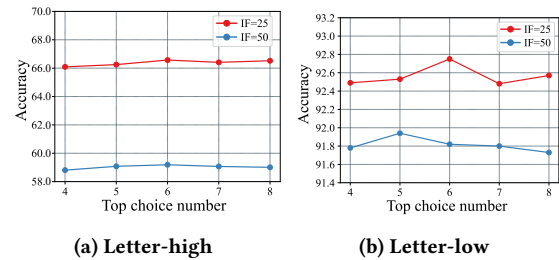 70.0
68.0
66.0
64.0
62.0
60.0
58.0
Accuracy
4 5 6 7 8
Top choice number
IF=25
IF=50
(a) Letter-high
93.2
93.0
92.8
92.6
92.4
92.2
92.0
91.8
91.6
91.4
Accuracy
4 5 6 7 8
Top choice number
IF=25
IF=50
(b) Letter-low